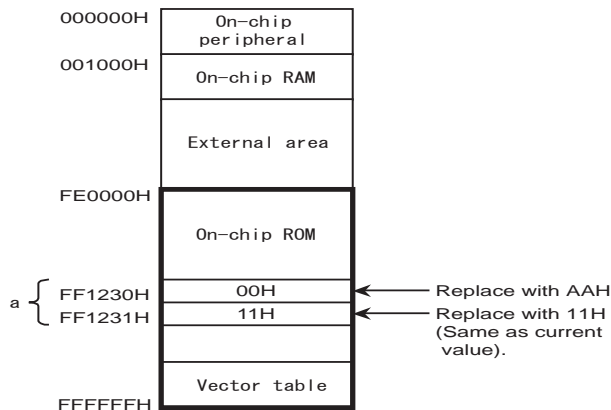 000000H
On-chip
peripheral
001000H
On-chip RAM
External area
FE0000H
On-chip ROM
a
FF1230H
00H
Replace with AAH
FF1231H
11H
Replace with 11H
(Same as current
value).
Vector table
FFFFFFH